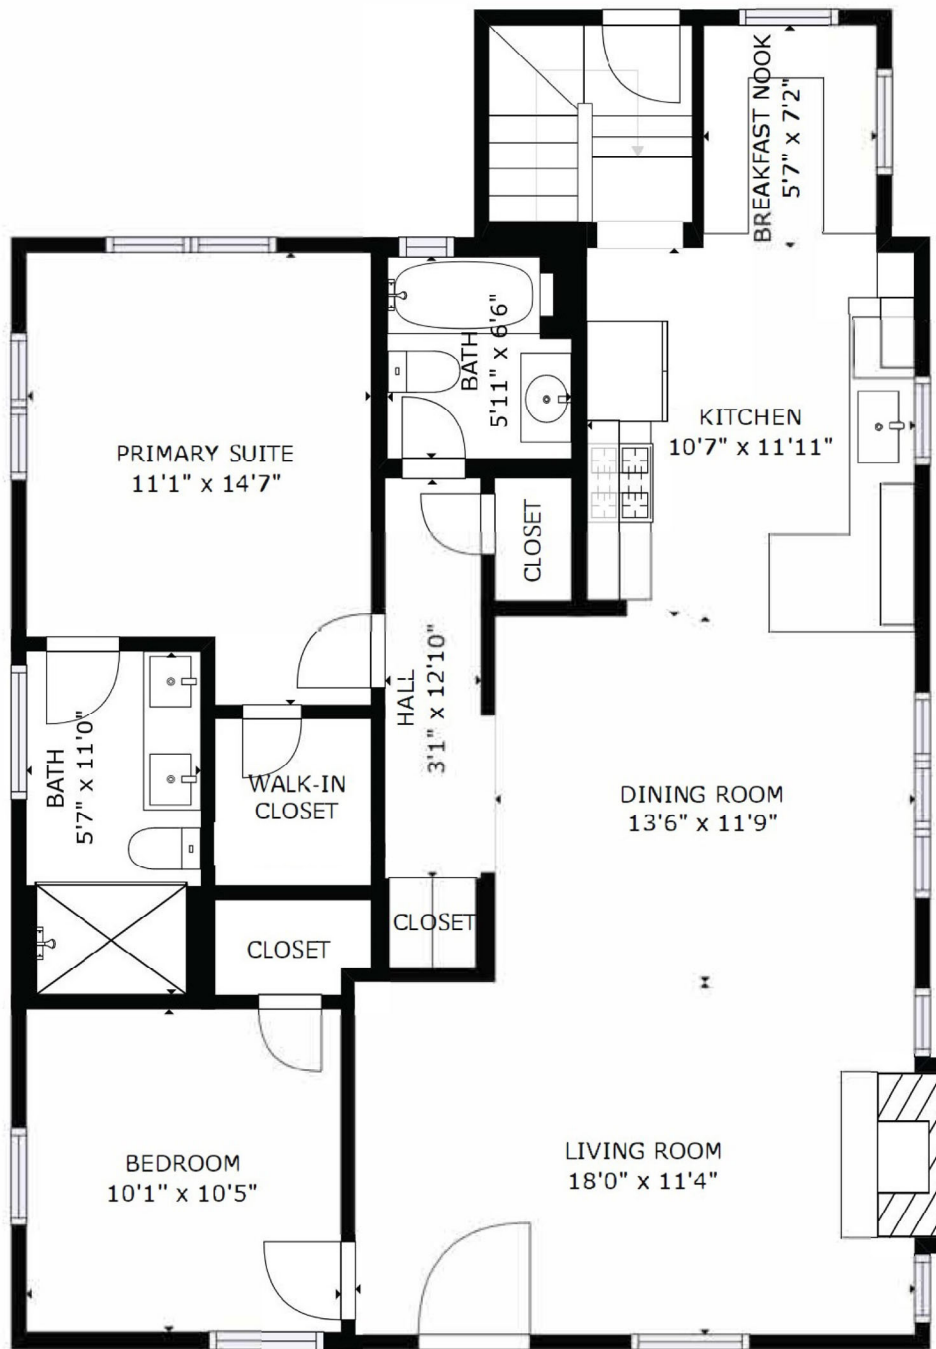 BREAKFAST NOOK
5'7" x 7'2"
BATH
5'11" x 6'6"
KITCHEN
10'7" x 11'11"
PRIMARY SUITE
11'1" x 14'7"
CLOSET
HALL
3'1" x 12'10"
BATH
5'7" x 11'0"
WALK-IN
CLOSET
DINING ROOM
13'6" x 11'9"
CLOSET
CLOSET
BEDROOM
10'1" x 10'5"
LIVING ROOM
18'0" x 11'4"